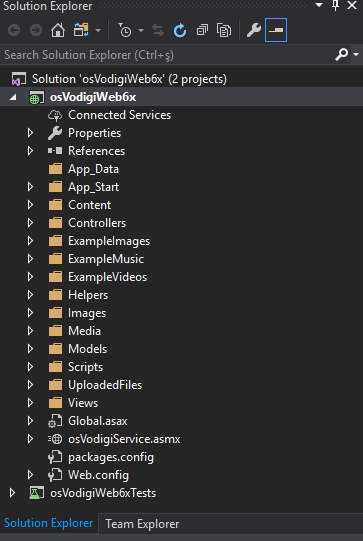 Solution Explorer
Search Solution Explorer (Ctrl+ş)
Solution 'osVodigiWeb6x' (2 projects)
osVodigiWeb6x
Connected Services
Properties
References
App_Data
App_Start
Content
Controllers
ExampleImages
ExampleMusic
ExampleVideos
Helpers
Images
Media
Models
Scripts
UploadedFiles
Views
Global.asax
osVodigiService.asmx
packages.config
Web.config
osVodigiWeb6xTests
Solution Explorer Team Explorer